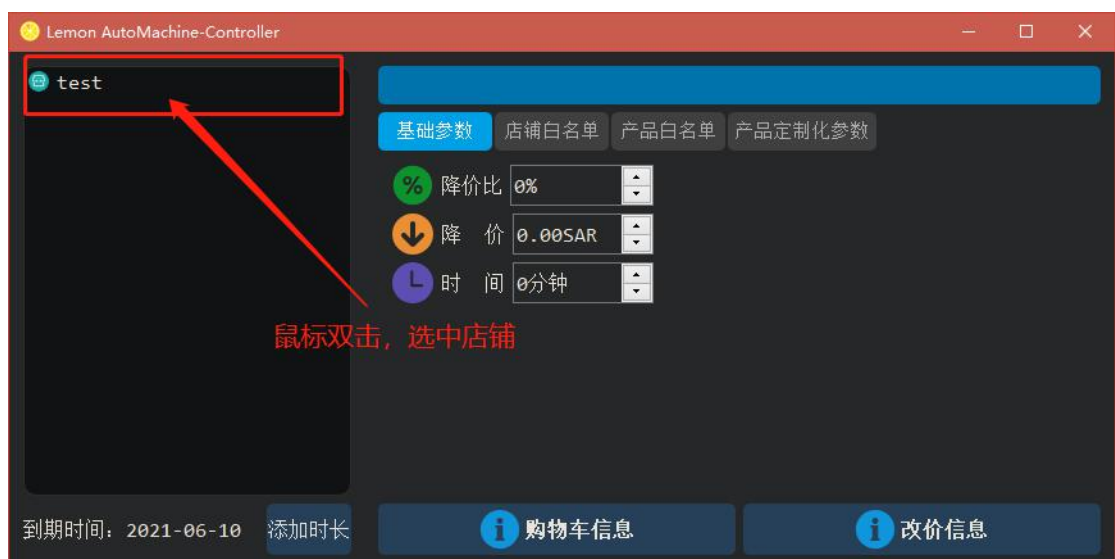 Lemon AutoMachine-Controller
test
基础参数 店铺白名单 产品白名单 产品定制化参数
% 降价比 0%
降 价 0.00SAR
时 间 0分钟
鼠标双击，选中店铺
到期时间：2021-06-10 添加时长 购物车信息 改价信息